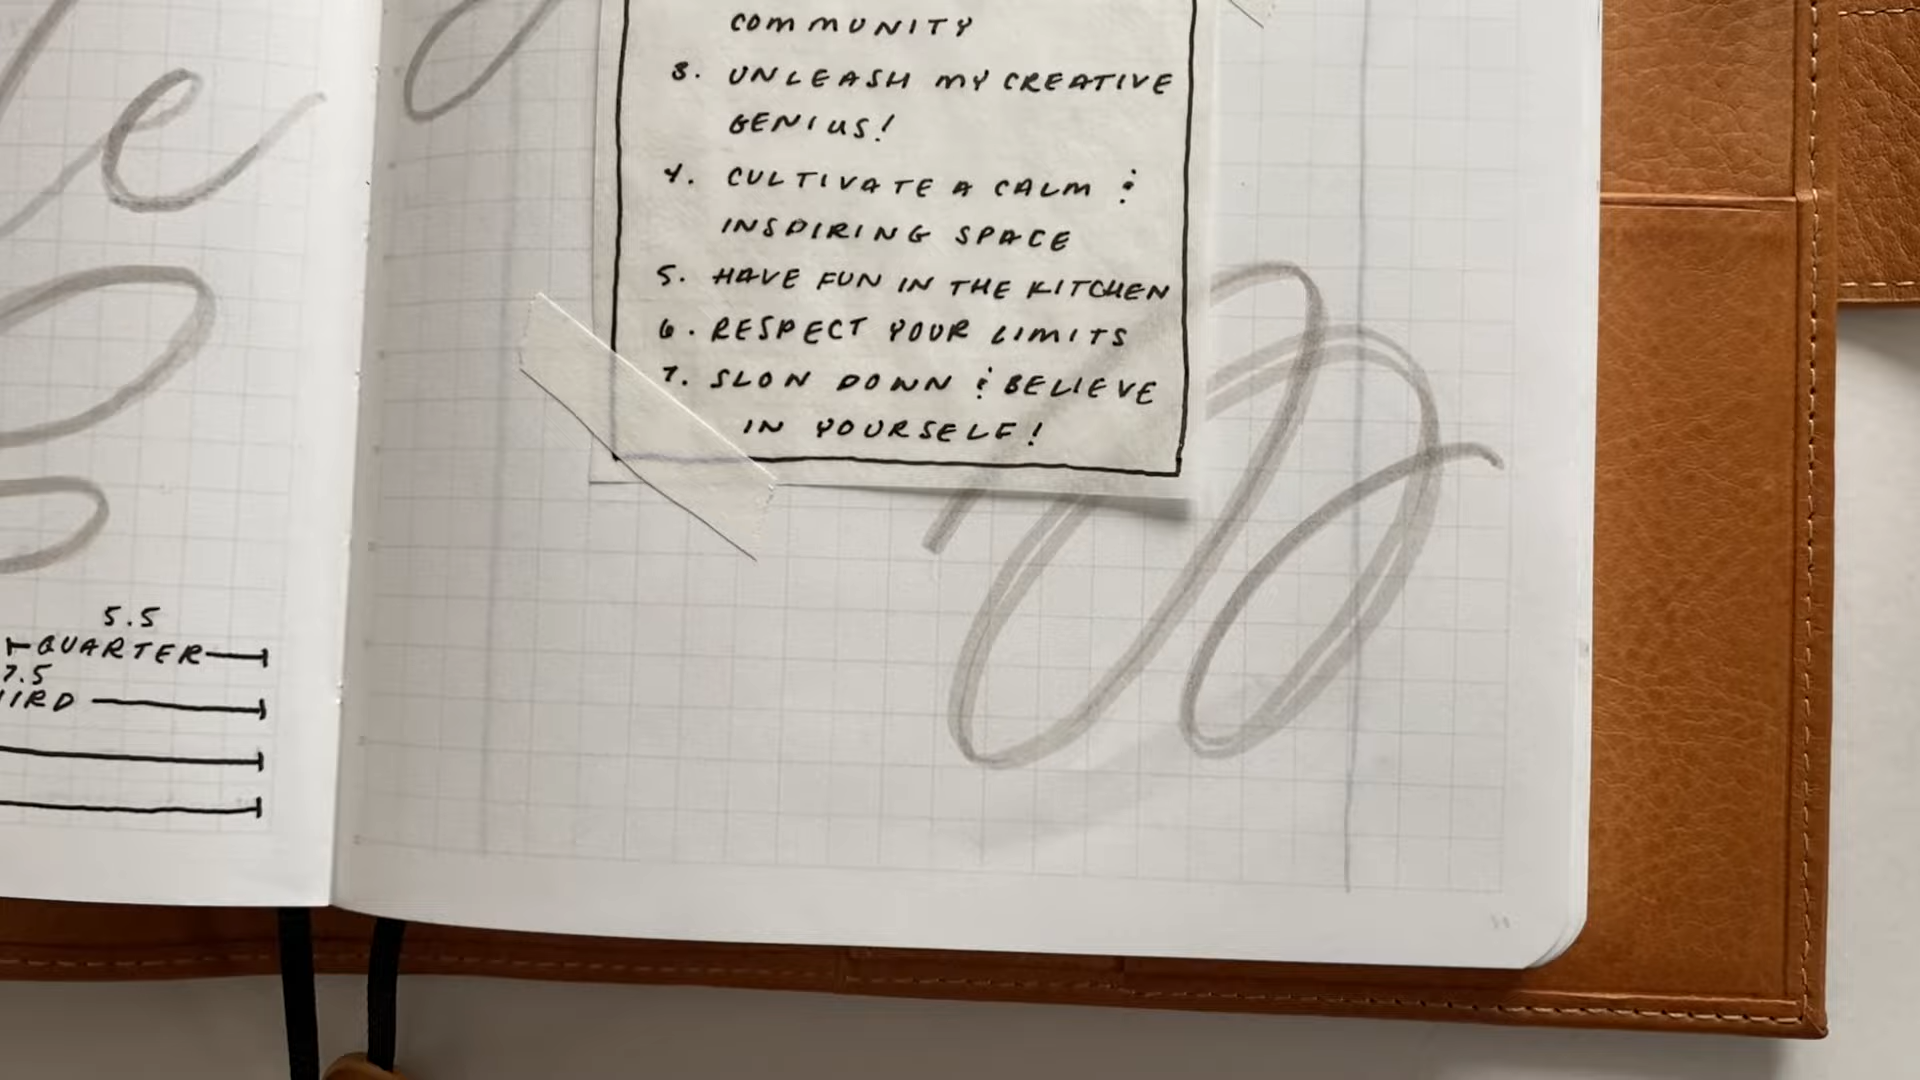 COMMUNITY
3. UNLEASH MY CREATIVE
GENIUS!
4. CULTIVATE A CALM &
INSPIRING SPACE
5. HAVE FUN IN THE KITCHEN
6. RESPECT YOUR LIMITS
7. SLOW DOWN & BELIEVE
IN YOURSELF!
5.5
QUARTER
7.5